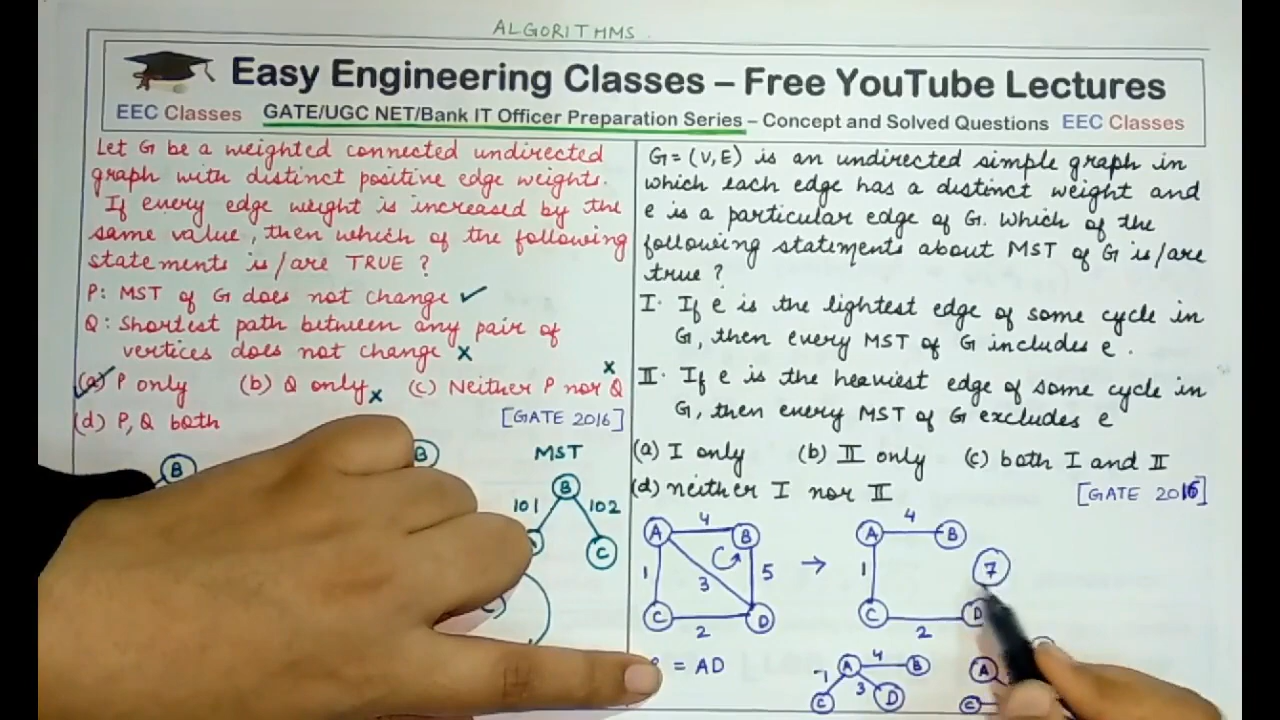 ALGORITHMS
Easy Engineering Classes – Free YouTube Lectures
EEC Classes GATE/UGC NET/Bank IT Officer Preparation Series – Concept and Solved Questions EEC Classes
Let G be a weighted connected undirected
graph with distinct positive edge weights.
If every edge weight is increased by the
same value, then which of the following
statements is/are TRUE ?
P: MST of G does not change ✓
Q: Shortest path between any pair of
vertices does not change x
(a) P only (b) Q only x (c) Neither P nor Q x
(d) P, Q both [GATE 2016]
B
B
MST
B
101 102
C
G = (V, E) is an undirected simple graph in
which each edge has a distinct weight and
e is a particular edge of G. Which of the
following statements about MST of G is/are
true ?
I. If e is the lightest edge of some cycle in
G, then every MST of G includes e.
II. If e is the heaviest edge of some cycle in
G, then every MST of G excludes e
(a) I only (b) II only (c) both I and II
(d) neither I nor II [GATE 2016]
A 4 B
1 3 5
C 2 D
→
A 4 B
1 7
C 2 D
= AD
A 4 B
3
C D
A
C